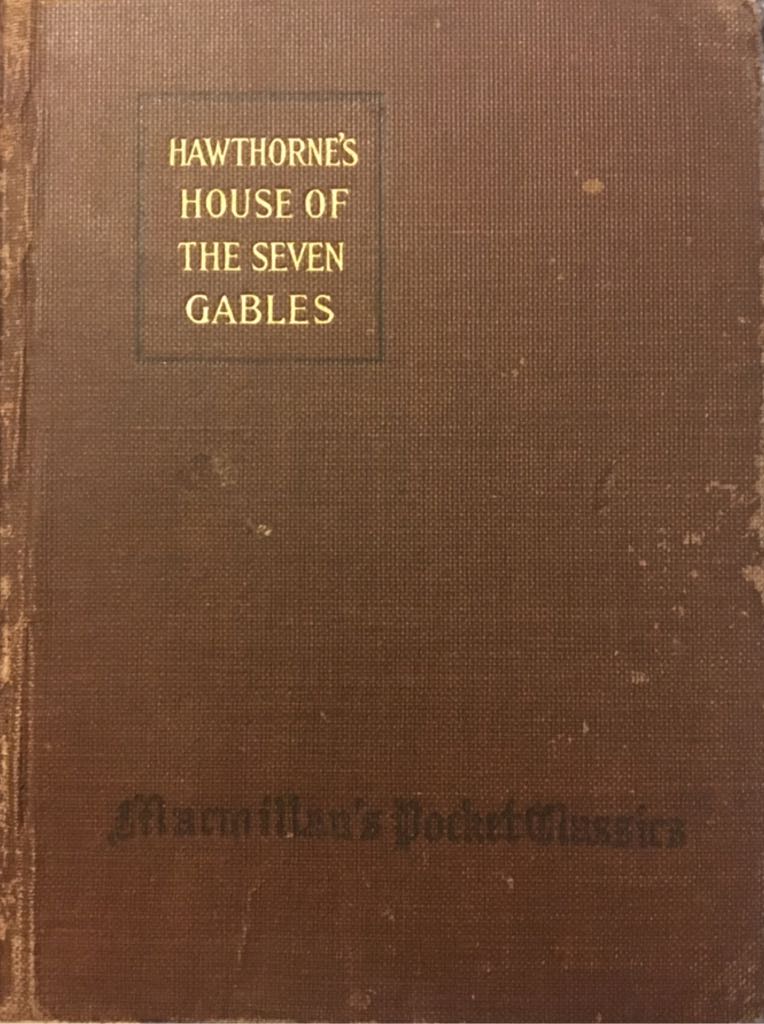 HAWTHORNE'S
HOUSE OF
THE SEVEN
GABLES
Macmillan's Pocket Classics